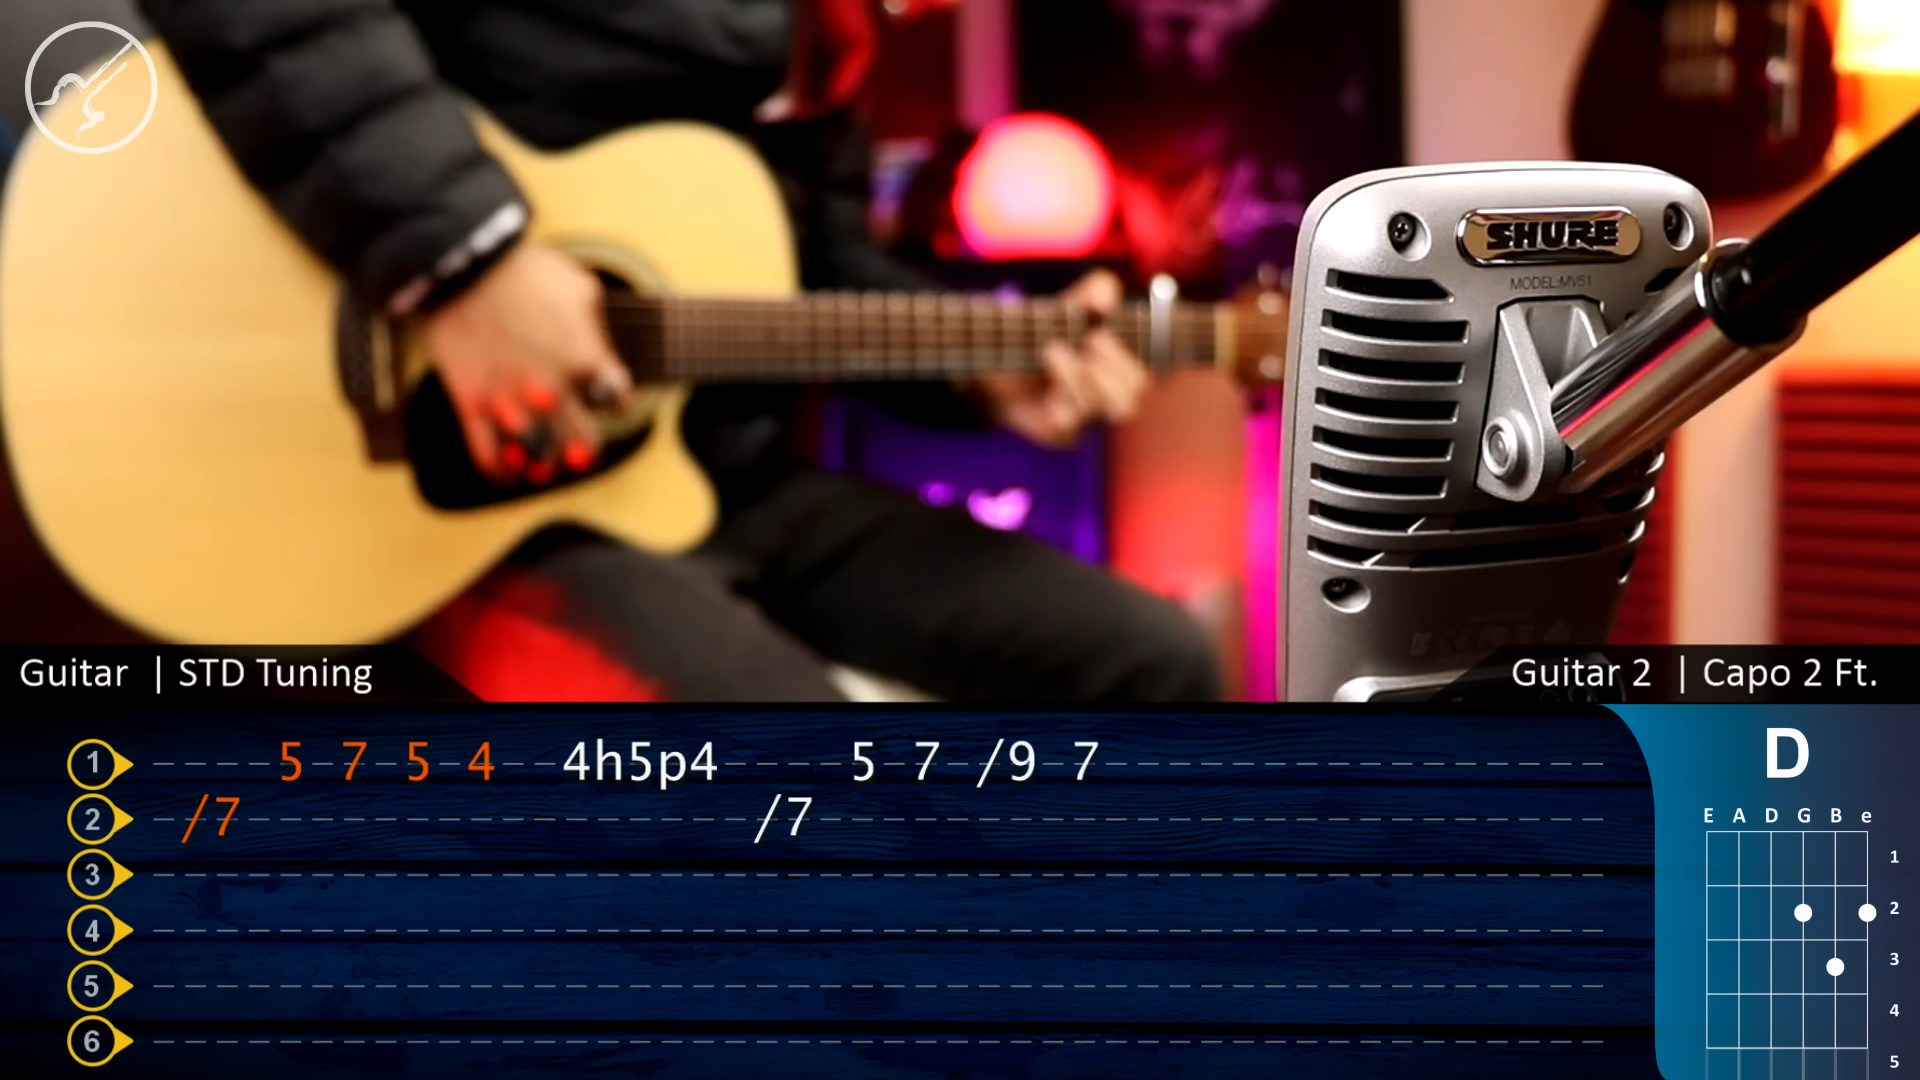 SHURE
MODEL:MV51
Guitar | STD Tuning
Guitar 2 | Capo 2 Ft.
1 5 7 5 4 4h5p4 5 7 /9 7
2 /7 /7
3
4
5
6
D
E A D G B e
1
2
3
4
5